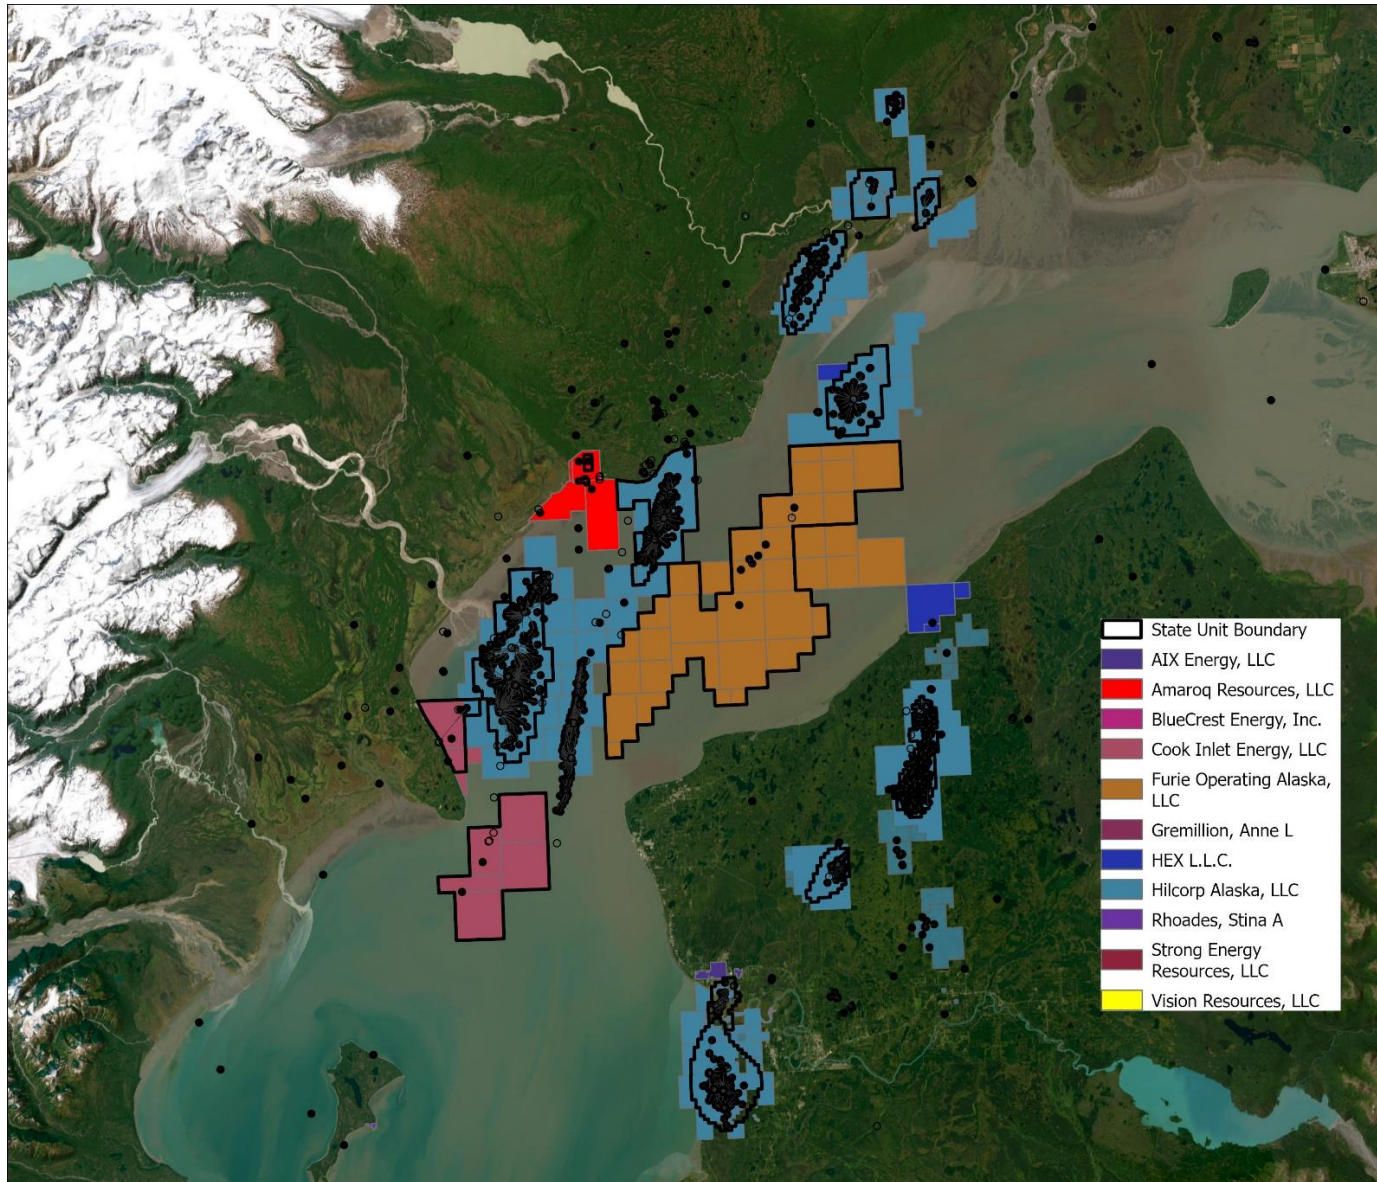 State Unit Boundary
AIX Energy, LLC
Amaroq Resources, LLC
BlueCrest Energy, Inc.
Cook Inlet Energy, LLC
Furie Operating Alaska,
LLC
Gremillion, Anne L
HEX L.L.C.
Hilcorp Alaska, LLC
Rhoades, Stina A
Strong Energy
Resources, LLC
Vision Resources, LLC